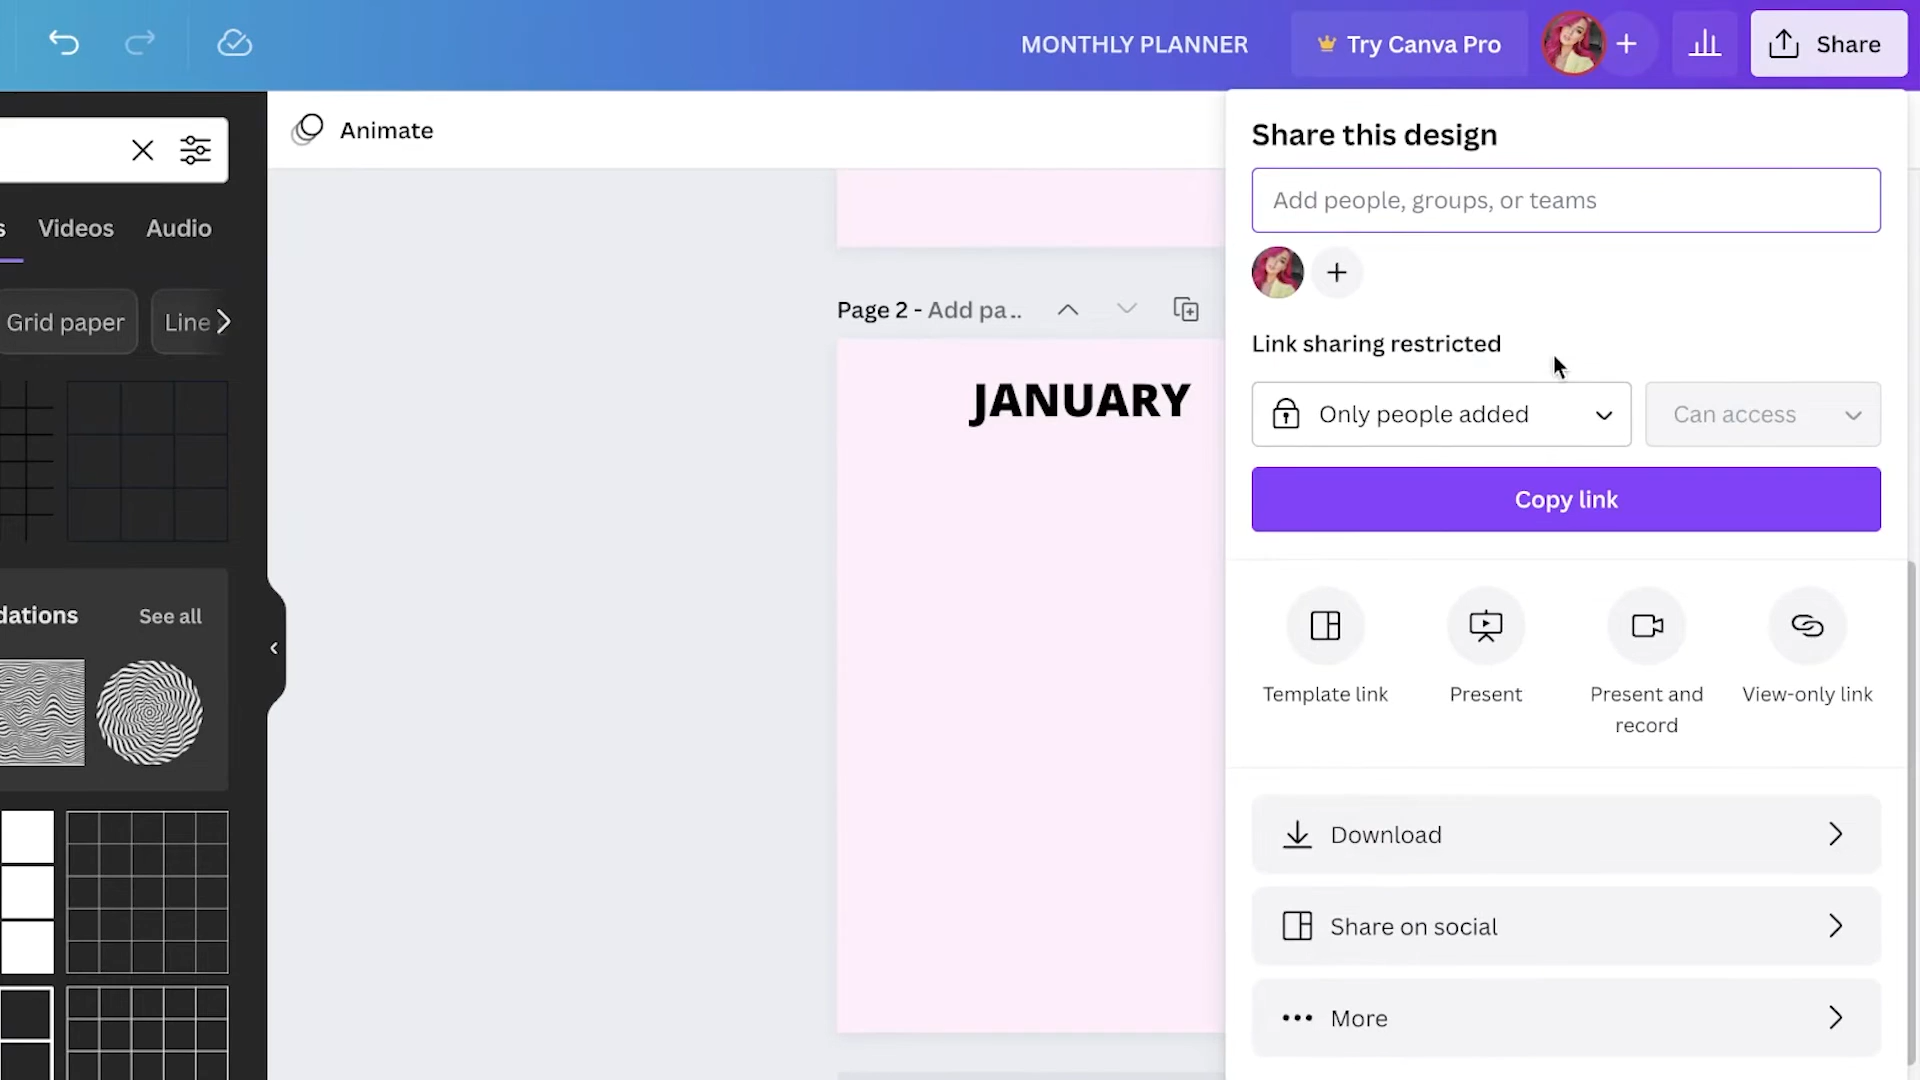 MONTHLY PLANNER
Try Canva Pro
Share
Animate
Videos
Audio
Grid paper
Line
See all
Page 2 - Add pa..
JANUARY
Share this design
Add people, groups, or teams
Link sharing restricted
Only people added
Can access
Copy link
Template link
Present
Present and
record
View-only link
Download
Share on social
More